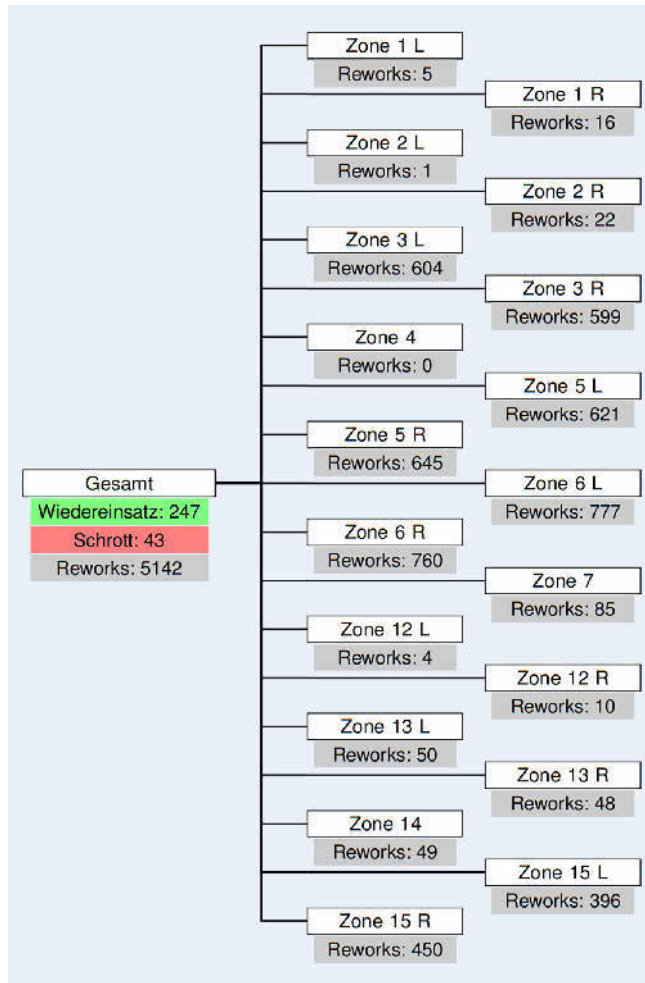 Zone 1 L
Reworks: 5
Zone 1 R
Reworks: 16
Zone 2 L
Reworks: 1
Zone 2 R
Reworks: 22
Zone 3 L
Reworks: 604
Zone 3 R
Reworks: 599
Zone 4
Reworks: 0
Zone 5 L
Reworks: 621
Zone 5 R
Reworks: 645
Gesamt
Wiedereinsatz: 247
Schrott: 43
Reworks: 5142
Zone 6 L
Reworks: 777
Zone 6 R
Reworks: 760
Zone 7
Reworks: 85
Zone 12 L
Reworks: 4
Zone 12 R
Reworks: 10
Zone 13 L
Reworks: 50
Zone 13 R
Reworks: 48
Zone 14
Reworks: 49
Zone 15 L
Reworks: 396
Zone 15 R
Reworks: 450